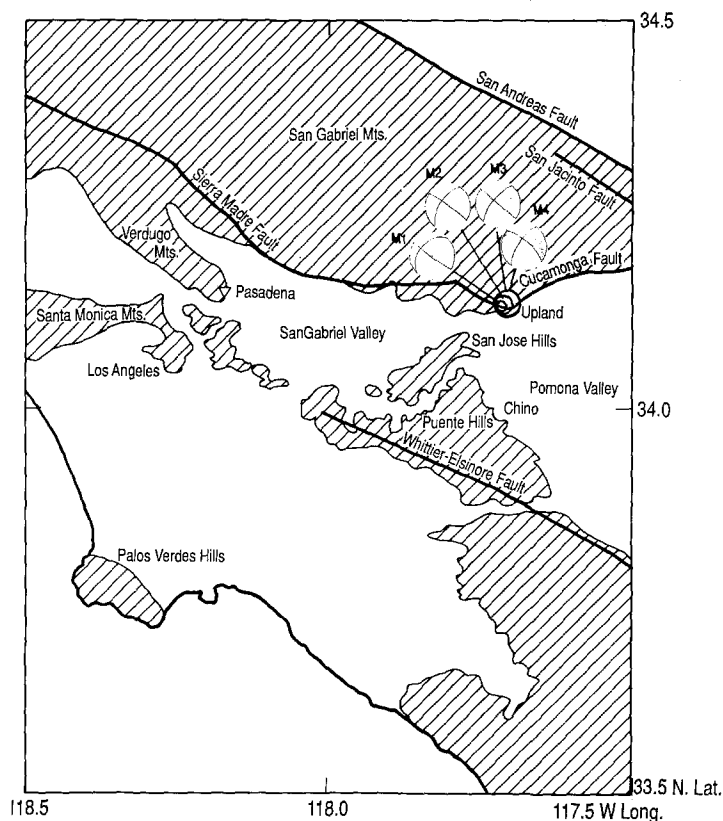 34.5
San Andreas Fault
San Gabriel Mts.
San Jacinto Fault
M2
M3
M4
M1
Sierra Madre Fault
Verdugo
Mts.
Cucamonga Fault
Pasadena
Upland
Santa Monica Mts.
SanGabriel Valley
San Jose Hills
Los Angeles
Pomona Valley
Chino
34.0
Puente Hills
Whittier-Elsinore Fault
Palos Verdes Hills
33.5 N. Lat.
118.5
118.0
117.5 W Long.